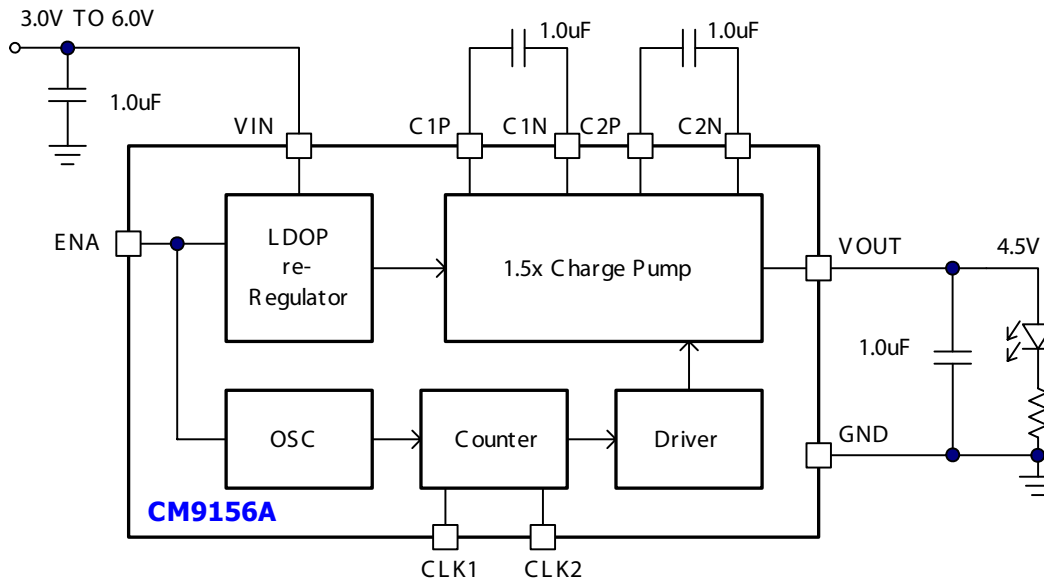 3.0V TO 6.0V
1.0uF
1.0uF
1.0uF
VIN
C1P
C1N
C2P
C2N
ENA
LDOP
re-
Regulator
1.5x Charge Pump
VOUT
4.5V
1.0uF
OSC
Counter
Driver
GND
CM9156A
CLK1
CLK2